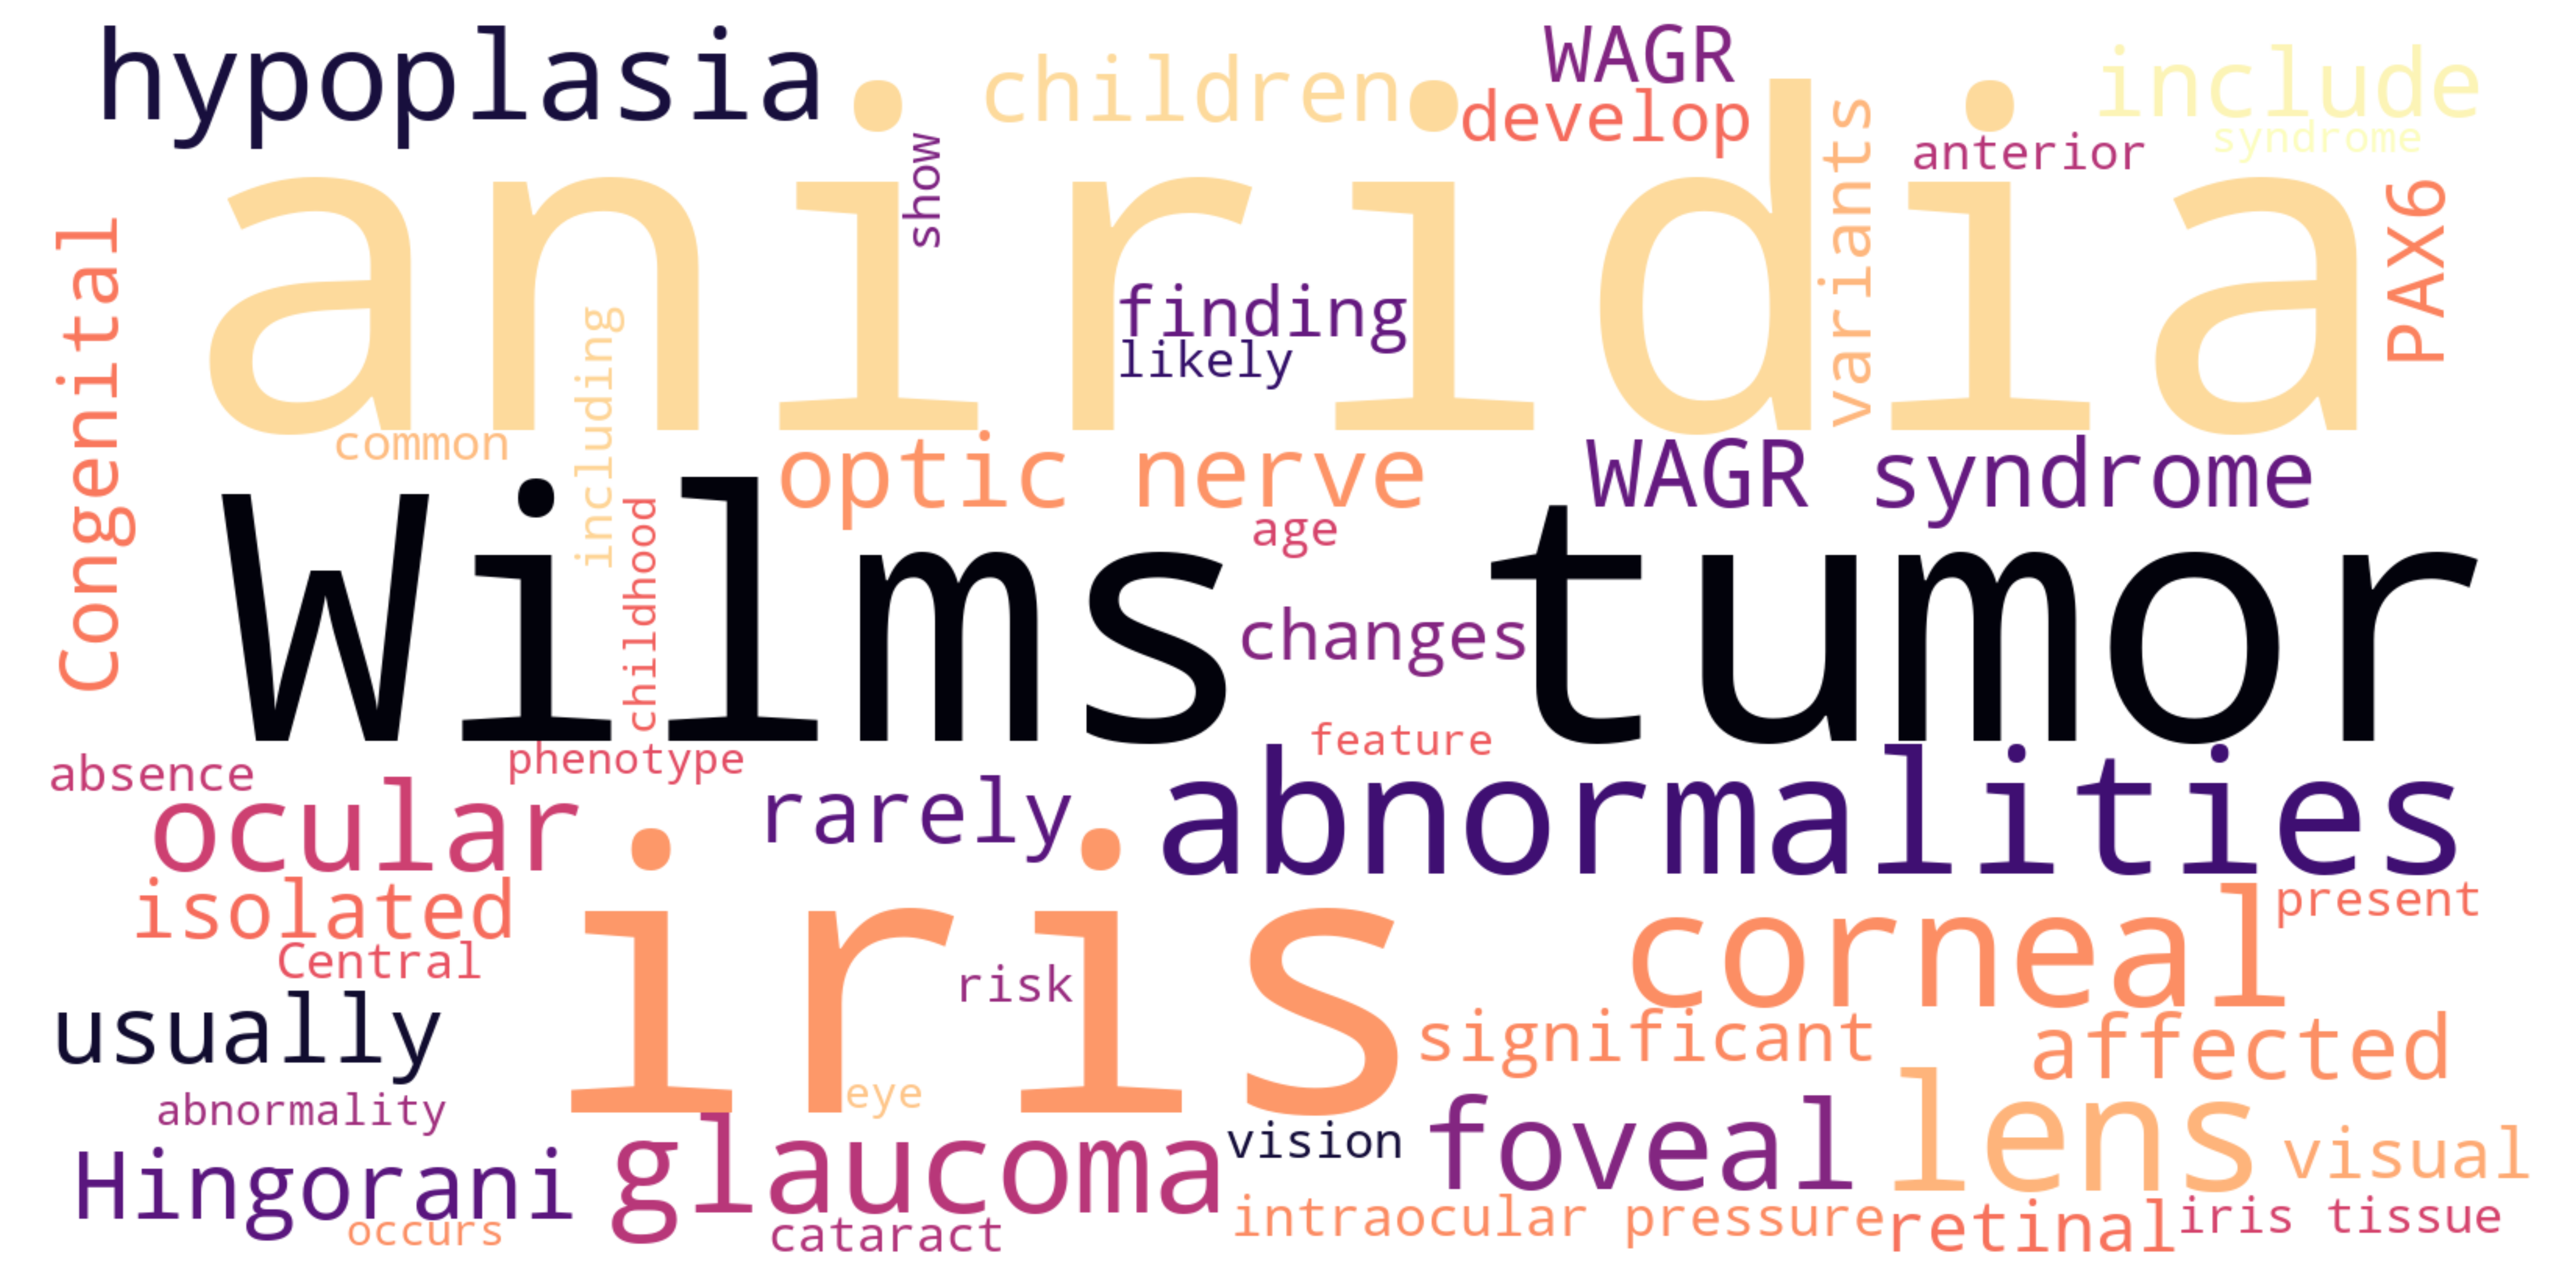 hypoplasia
children
WAGR
develop
include
syndrome
anterior
show
variants
PAX6
Congenital
aniridia
finding
likely
including
common
optic nerve
WAGR syndrome
age
childhood
Wilms tumor
changes
feature
absence
phenotype
ocular
rarely
abnormalities
isolated
Central
iris
risk
corneal
present
usually
significant
affected
abnormality
eye
Hingorani
occurs
glaucoma
cataract
vision
foveal
lens
visual
intraocular pressure
retinal
iris tissue